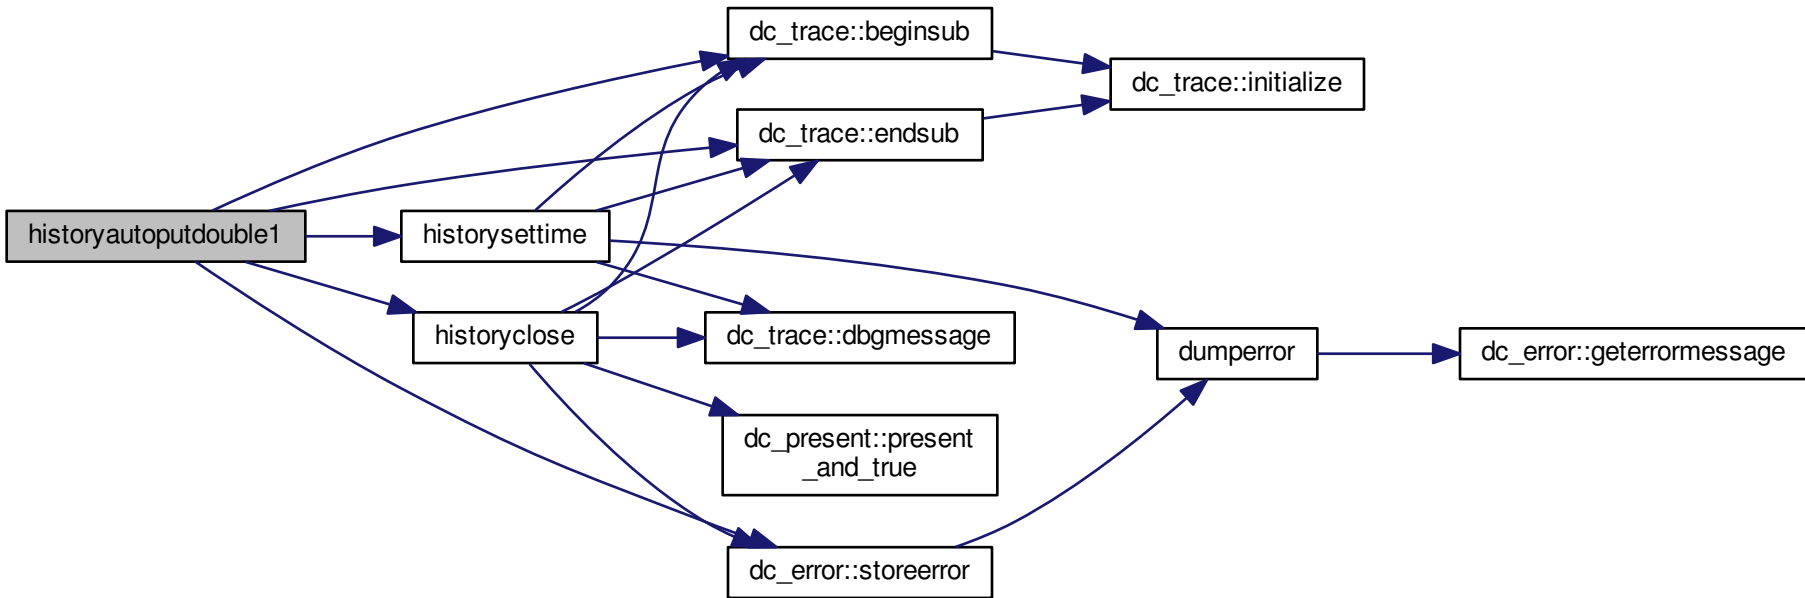 dc_trace::beginsub
dc_trace::initialize
dc_trace::endsub
historyautoputdouble1
historysettime
historyclose
dc_trace::dbgmessage
dumperror
dc_error::geterrormessage
dc_present::present
_and_true
dc_error::storeerror